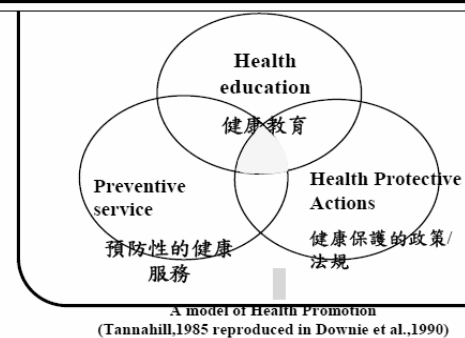 Health
education
健康教育
Preventive
service
預防性的健康
服務
Health Protective
Actions
健康保護的政策/
法規
A model of Health Promotion
(Tannahill,1985 reproduced in Downie et al.,1990)